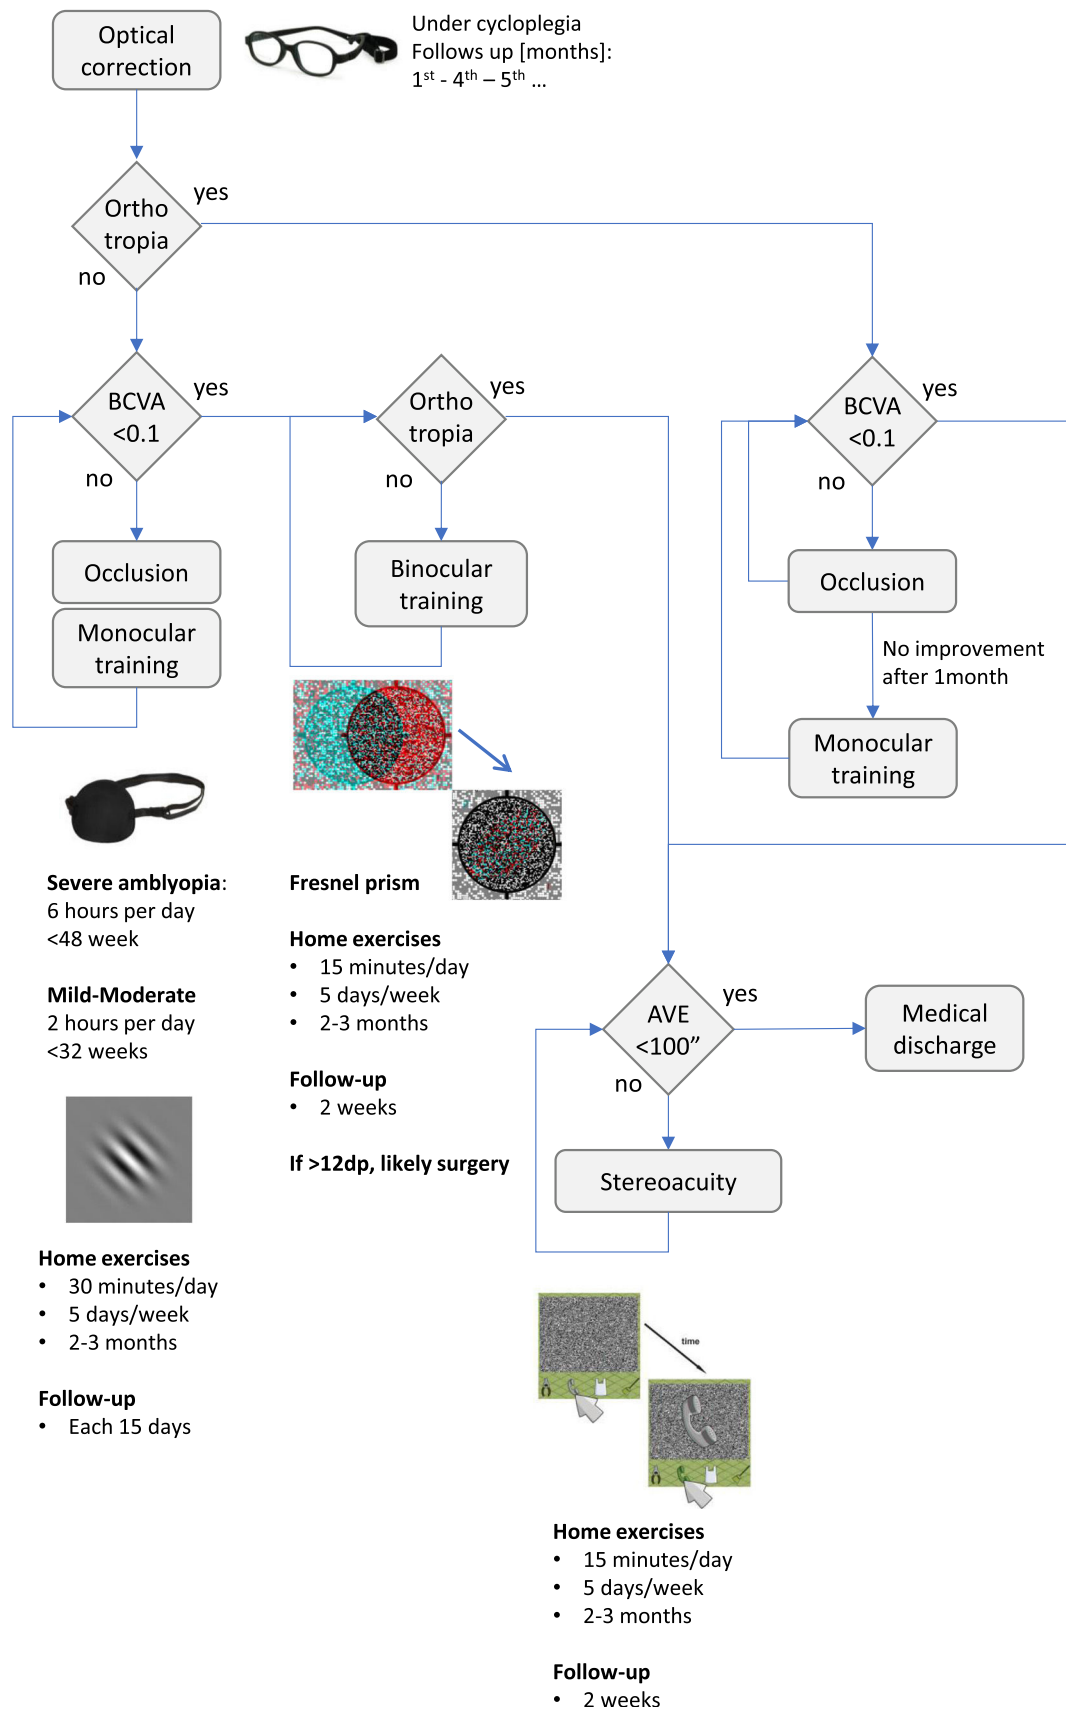 Optical
correction
Under cycloplegia
Follows up [months]:
1st - 4th – 5th ...
Ortho
tropia
yes
no
BCVA
<0.1
yes
no
Ortho
tropia
yes
no
BCVA
<0.1
yes
no
Occlusion
Monocular
training
Binocular
training
Occlusion
No improvement
after 1month
Monocular
training
Severe amblyopia:
6 hours per day
<48 week
Mild-Moderate
2 hours per day
<32 weeks
Home exercises
• 30 minutes/day
• 5 days/week
• 2-3 months
Follow-up
• Each 15 days
Fresnel prism
Home exercises
• 15 minutes/day
• 5 days/week
• 2-3 months
Follow-up
• 2 weeks
If >12dp, likely surgery
AVE
<100”
yes
no
Medical
discharge
Stereoacuity
time
Home exercises
• 15 minutes/day
• 5 days/week
• 2-3 months
Follow-up
• 2 weeks